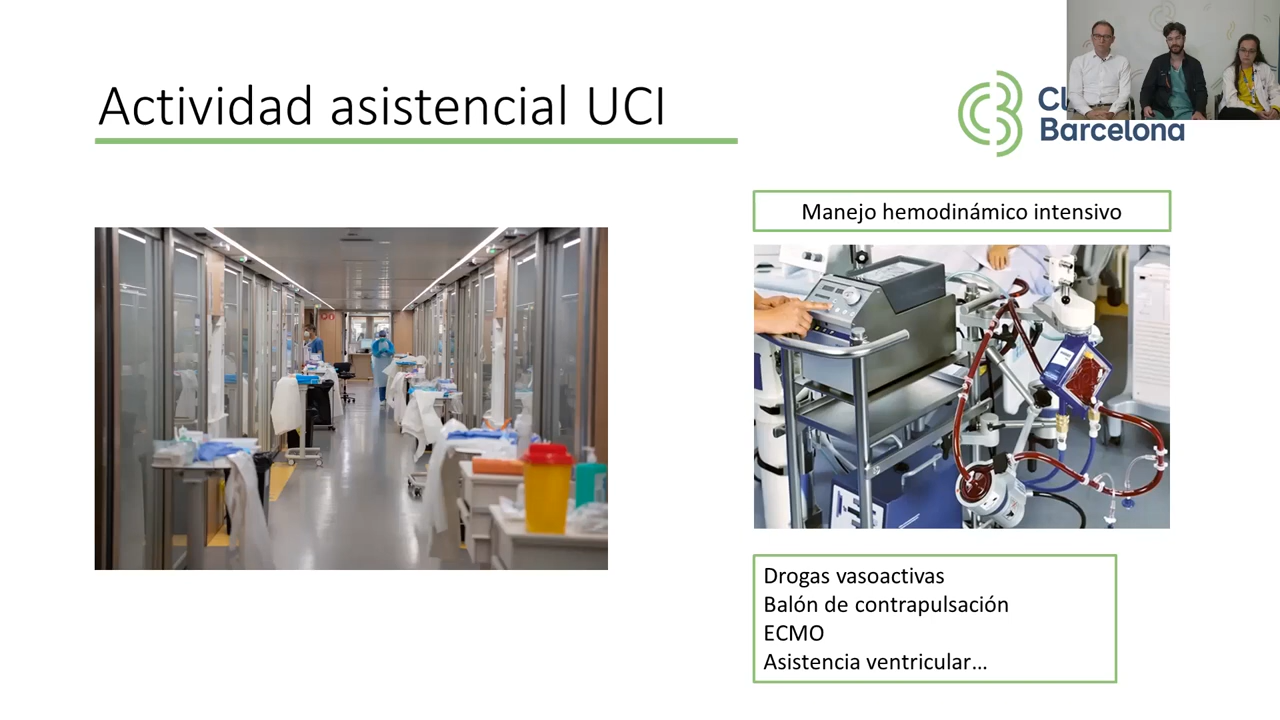 Actividad asistencial UCI
Barcelona
Manejo hemodinámico intensivo
Drogas vasoactivas
Balón de contrapulsación
ECMO
Asistencia ventricular...